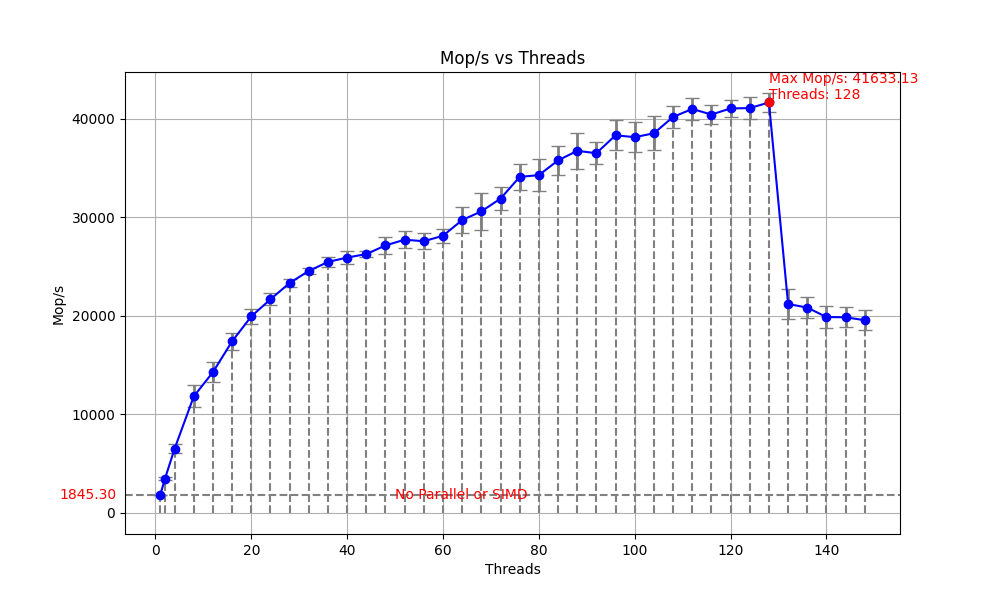 Mop/s vs Threads
Max Mop/s: 41633.13
Threads: 128
40000
30000
20000
10000
1845.30
No Parallel or SIMD
0
Mop/s
0 20 40 60 80 100 120 140
Threads